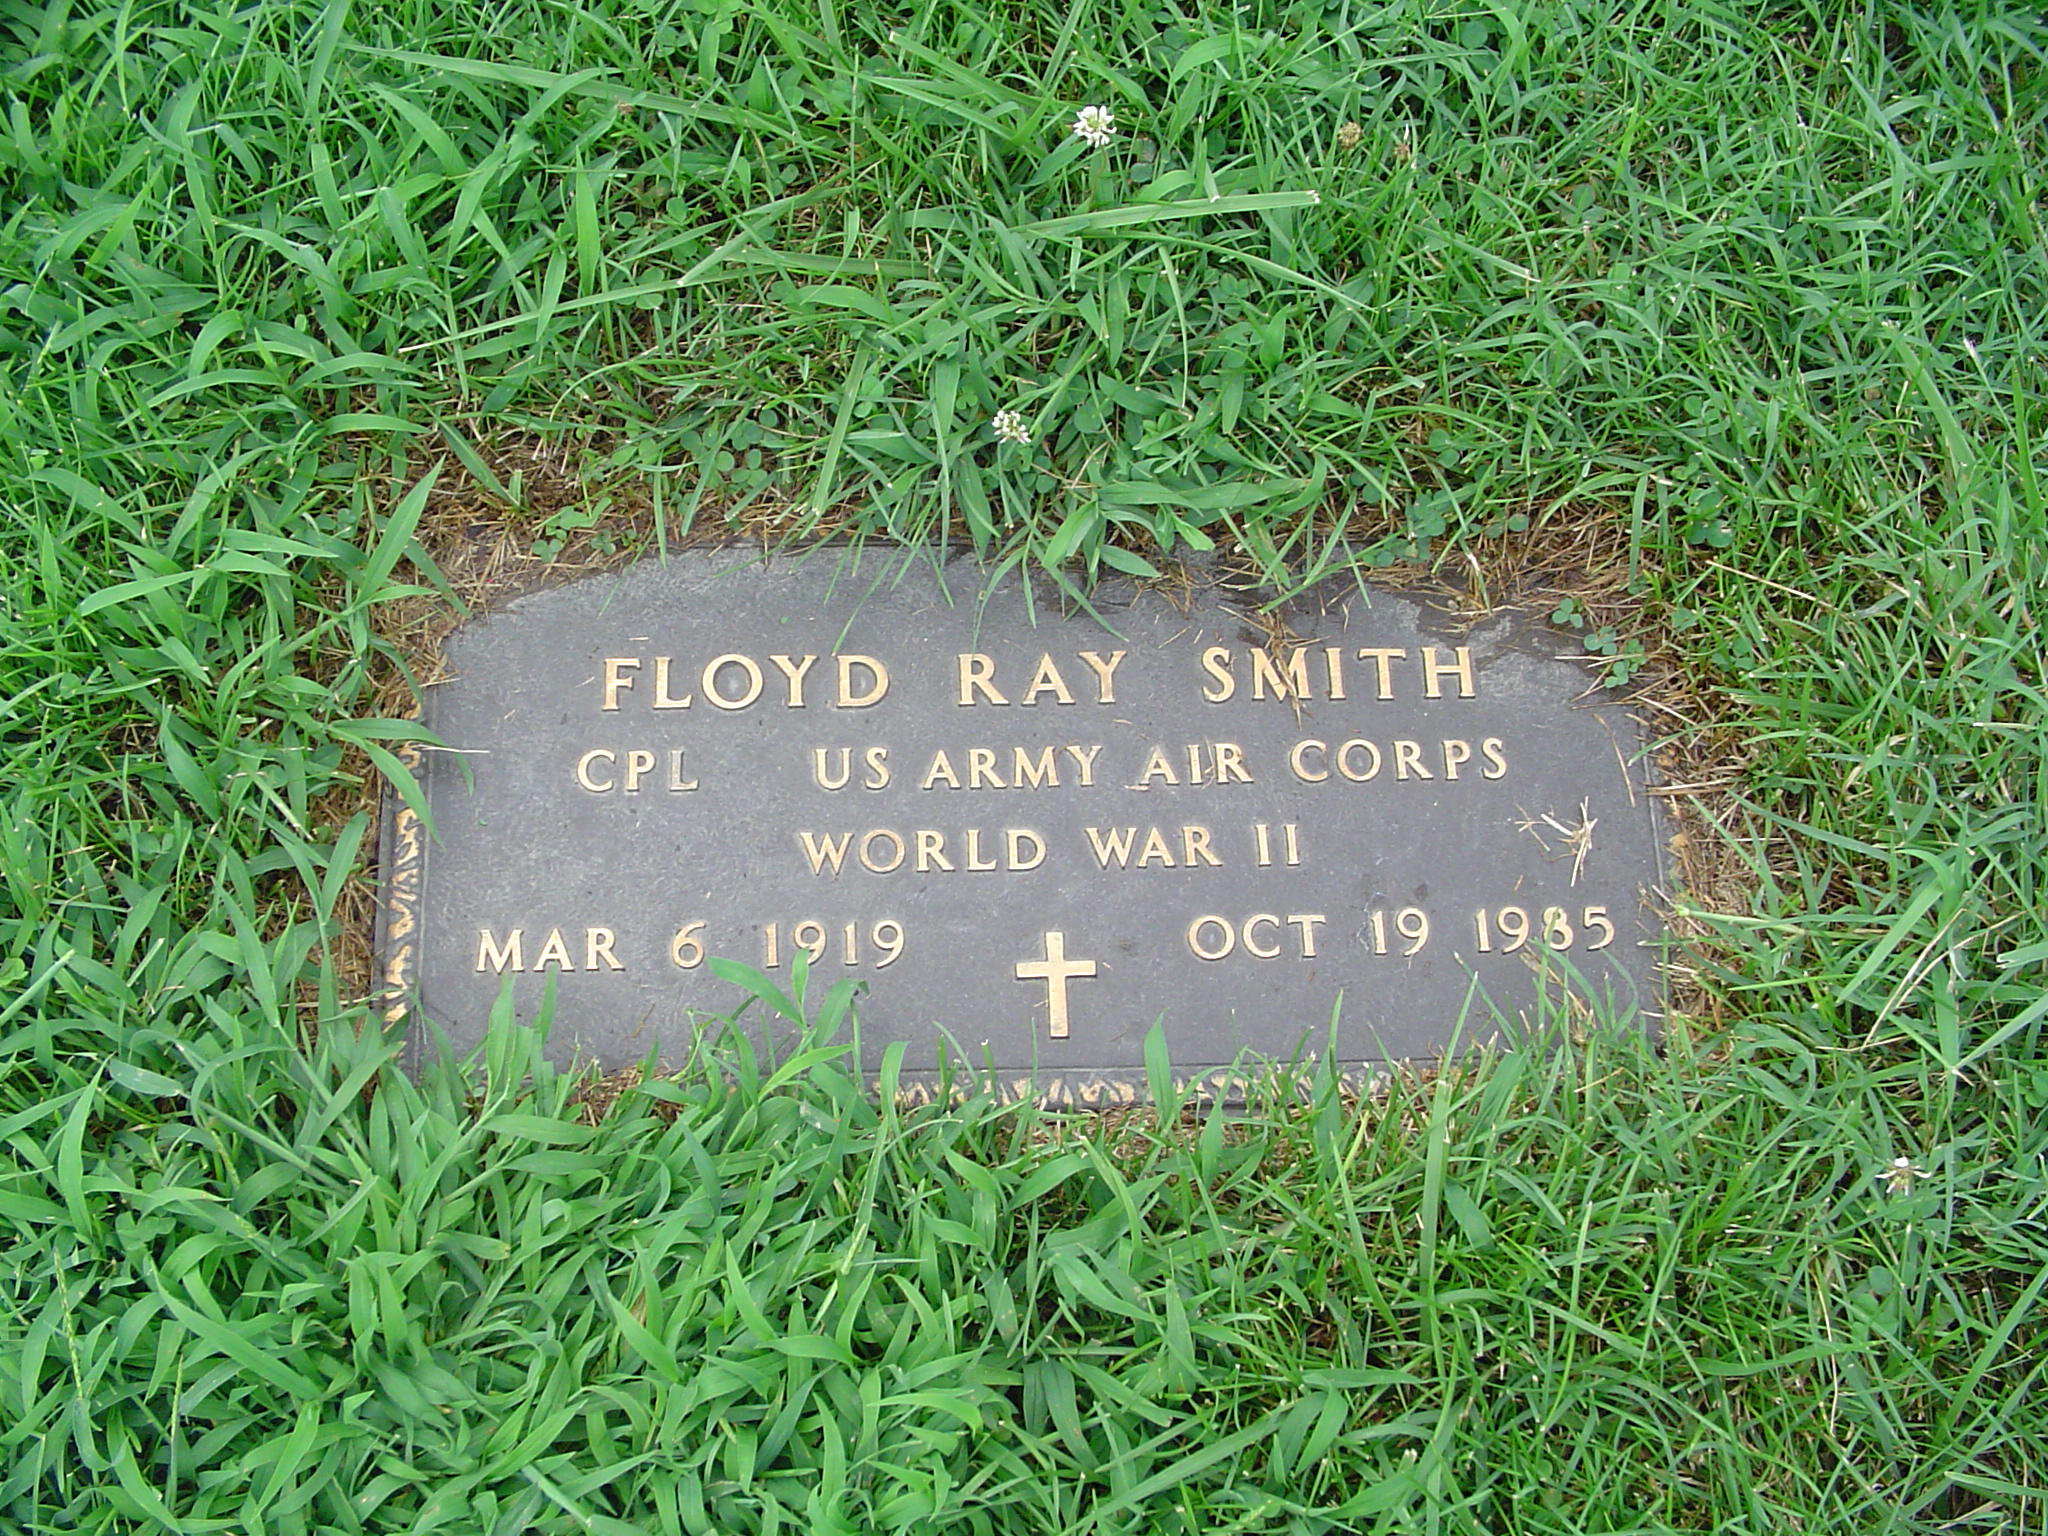 FLOYD RAY SMITH
CPL US ARMY AIR CORPS
WORLD WAR II
MAR 6 1919 OCT 19 1985